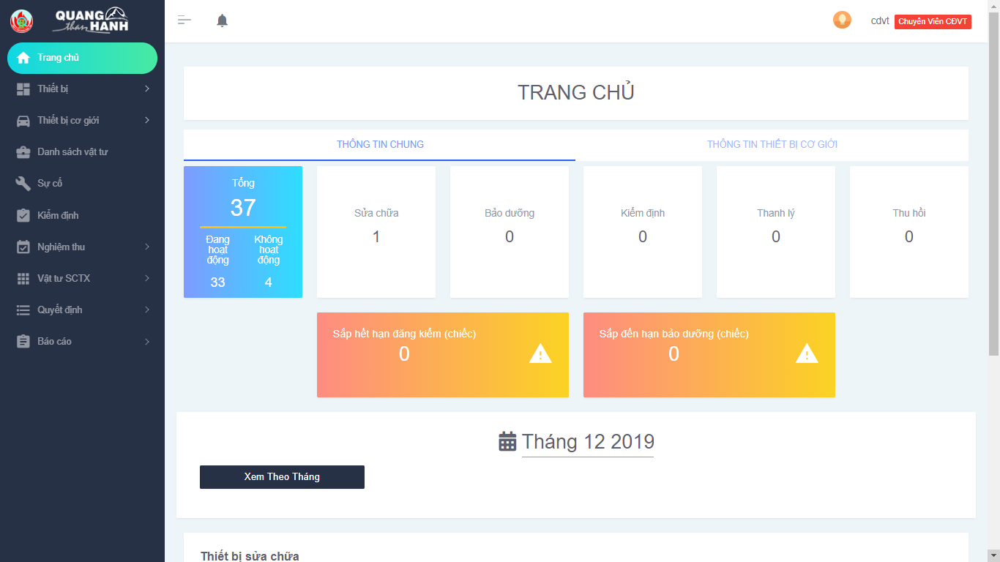 QUANG
than HANH
cdvt Chuyên Viên CĐVT
Trang chủ
Thiết bị
Thiết bị cơ giới
Danh sách vật tư
Sự cố
Kiểm định
Nghiệm thu
Vật tư SCTX
Quyết định
Báo cáo
TRANG CHỦ
THÔNG TIN CHUNG
THÔNG TIN THIẾT BỊ CƠ GIỚI
Tổng
37
Đang hoạt động
Không hoạt động
33
4
Sửa chữa
1
Bảo dưỡng
0
Kiểm định
0
Thanh lý
0
Thu hồi
0
Sắp hết hạn đăng kiểm (chiếc)
0
Sắp đến hạn bảo dưỡng (chiếc)
0
Tháng 12 2019
Xem Theo Tháng
Thiết bị sửa chữa